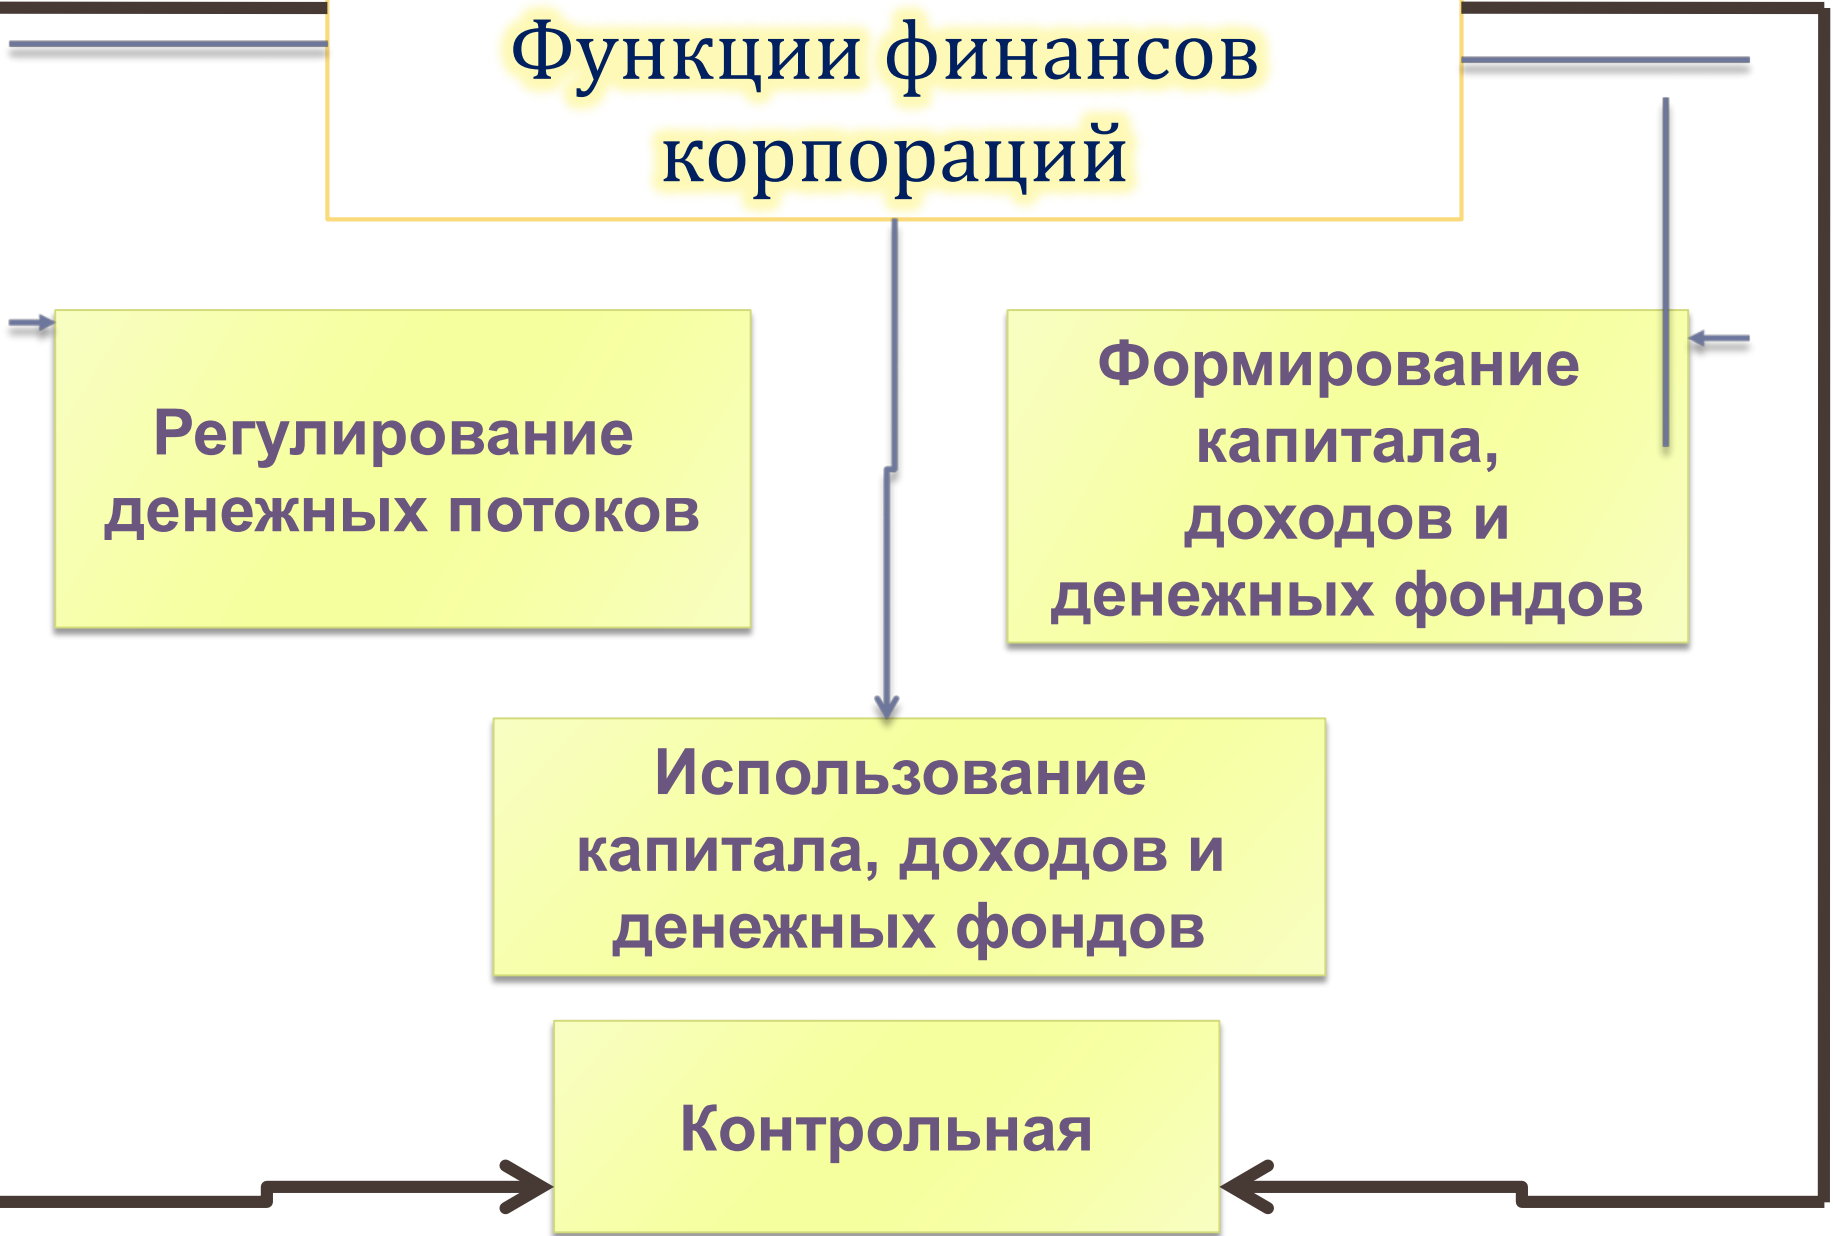 Функции финансов
корпораций
Регулирование
денежных потоков
Формирование
капитала,
доходов и
денежных фондов
Использование
капитала, доходов и
денежных фондов
Контрольная